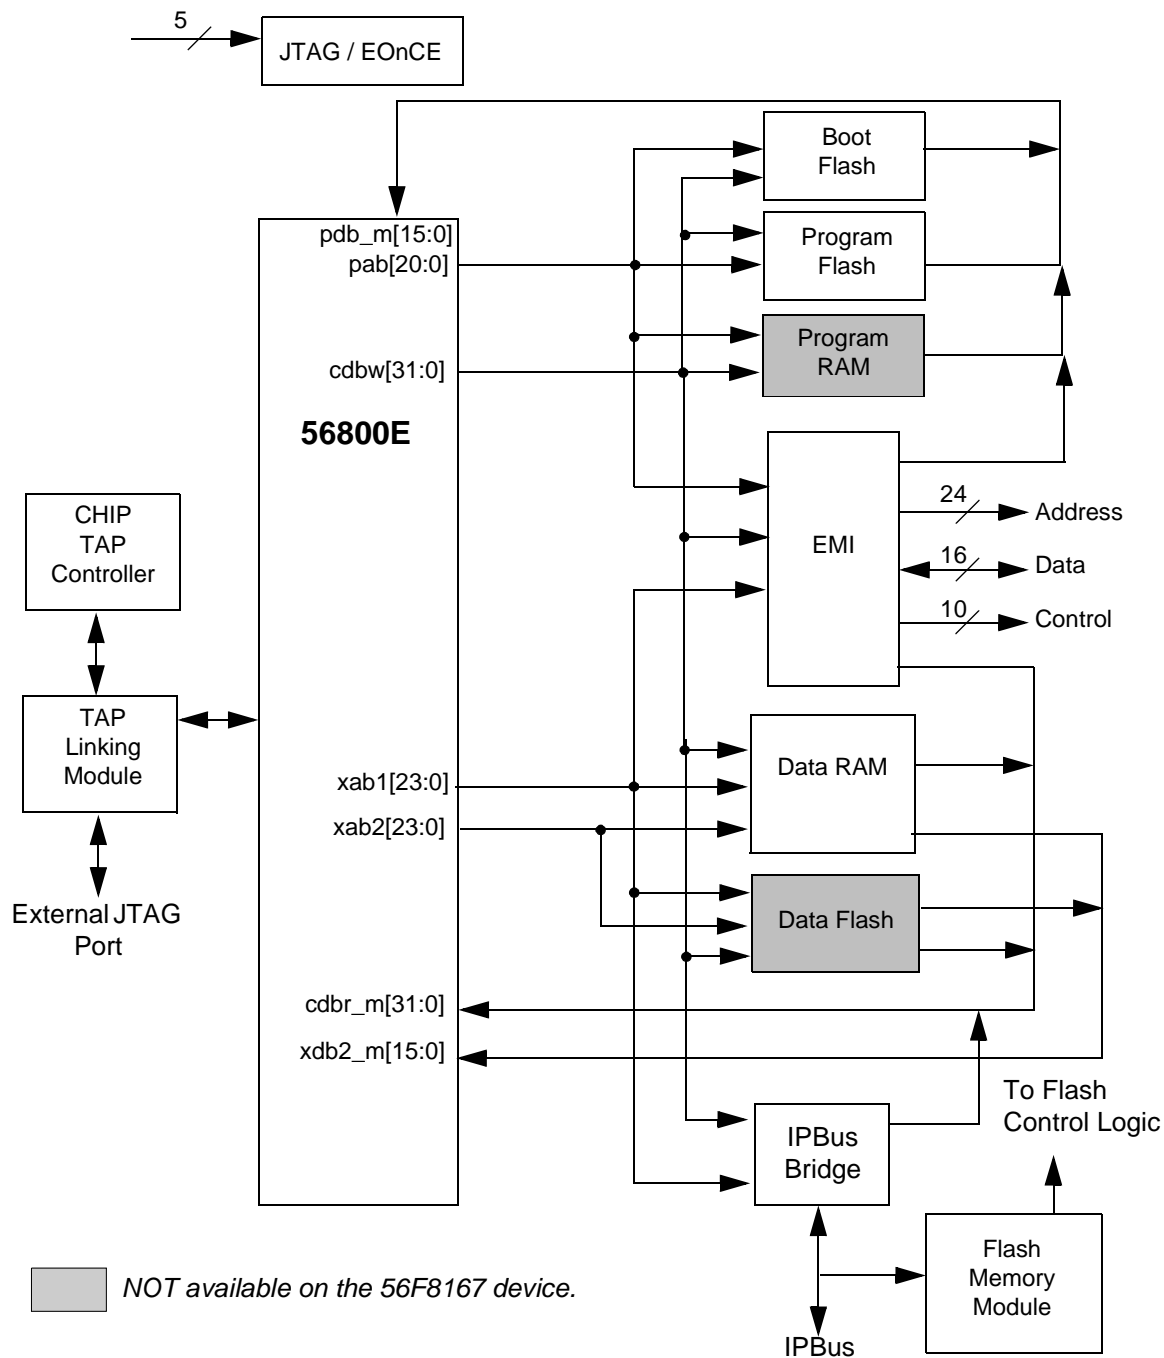 5
JTAG / EOnCE
Boot
Flash
pdb_m[15:0]
pab[20:0]
Program
Flash
Program
RAM
cdbw[31:0]
56800E
CHIP
TAP
Controller
EMI
24
Address
16
Data
10
Control
TAP
Linking
Module
Data RAM
xab1[23:0]
xab2[23:0]
External JTAG
Port
Data Flash
cdbr_m[31:0]
xdb2_m[15:0]
To Flash
Control Logic
IPBus
Bridge
Flash
Memory
Module
NOT available on the 56F8167 device.
IPBus